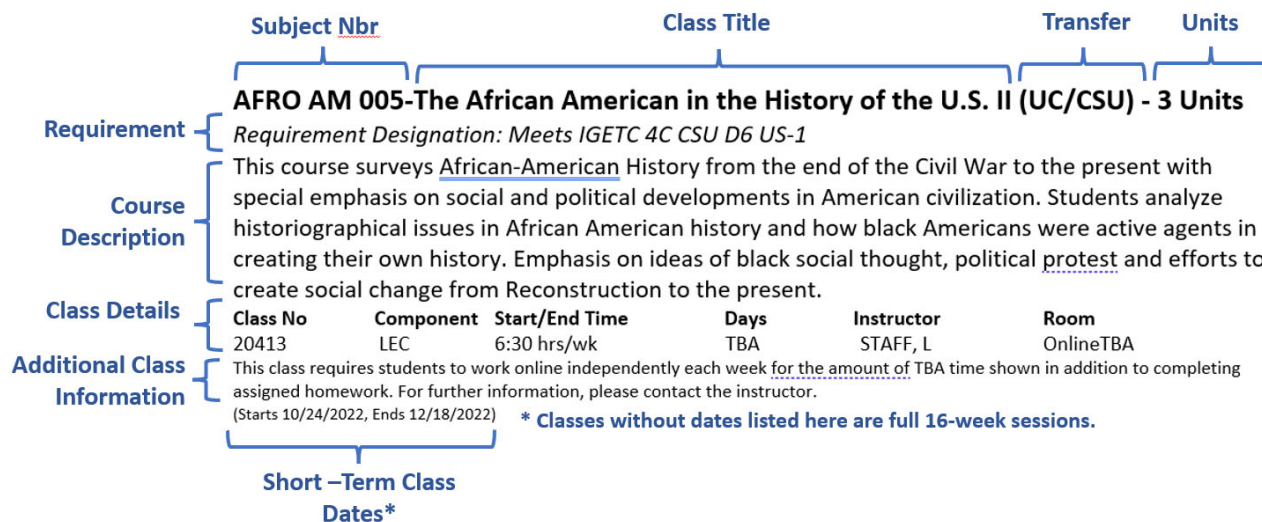 Subject Nbr Class Title Transfer Units
AFRO AM 005-The African American in the History of the U.S. II (UC/CSU) - 3 Units
Requirement
Requirement Designation: Meets IGETC 4C CSU D6 US-1
Course
Description
This course surveys African-American History from the end of the Civil War to the present with
special emphasis on social and political developments in American civilization. Students analyze
historiographical issues in African American history and how black Americans were active agents in
creating their own history. Emphasis on ideas of black social thought, political protest and efforts to
create social change from Reconstruction to the present.
Class Details
Class No Component Start/End Time Days Instructor Room
20413 LEC 6:30 hrs/wk TBA STAFF, L OnlineTBA
Additional Class
Information
This class requires students to work online independently each week for the amount of TBA time shown in addition to completing
assigned homework. For further information, please contact the instructor.
(Starts 10/24/2022, Ends 12/18/2022) * Classes without dates listed here are full 16-week sessions.
Short –Term Class
Dates*